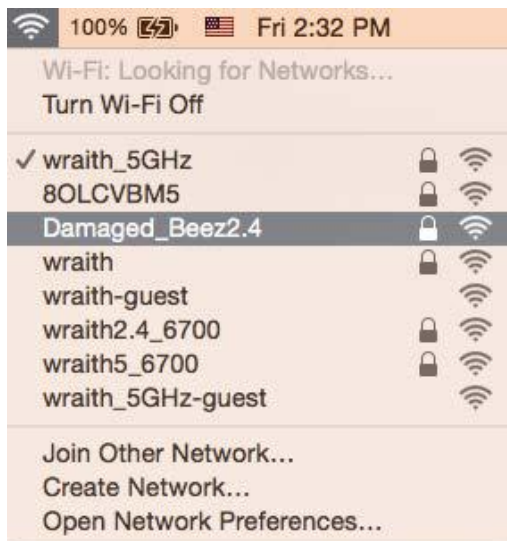 100% Fri 2:32 PM
Wi-Fi: Looking for Networks...
Turn Wi-Fi Off
wraith_5GHz
8OLCVBM5
Damaged_Beez2.4
wraith
wraith-guest
wraith2.4_6700
wraith5_6700
wraith_5GHz-guest
Join Other Network...
Create Network...
Open Network Preferences...